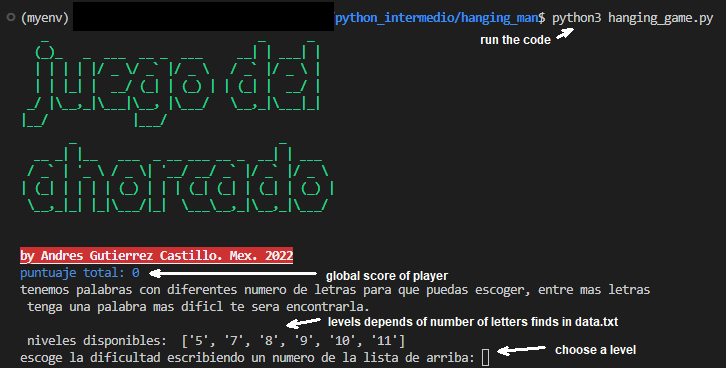 (myenv) /python_intermedio/hanging_man$ python3 hanging_game.py
run the code
juego del
ahorcado
by Andres Gutierrez Castillo. Mex. 2022
puntuaje total: 0
global score of player
tenemos palabras con diferentes numero de letras para que puedas escoger, entre mas letras
tenga una palabra mas dificl te sera encontrarla.
levels depends of number of letters finds in data.txt
niveles disponibles: ['5', '7', '8', '9', '10', '11']
escoge la dificultad escribiendo un numero de la lista de arriba:
choose a level